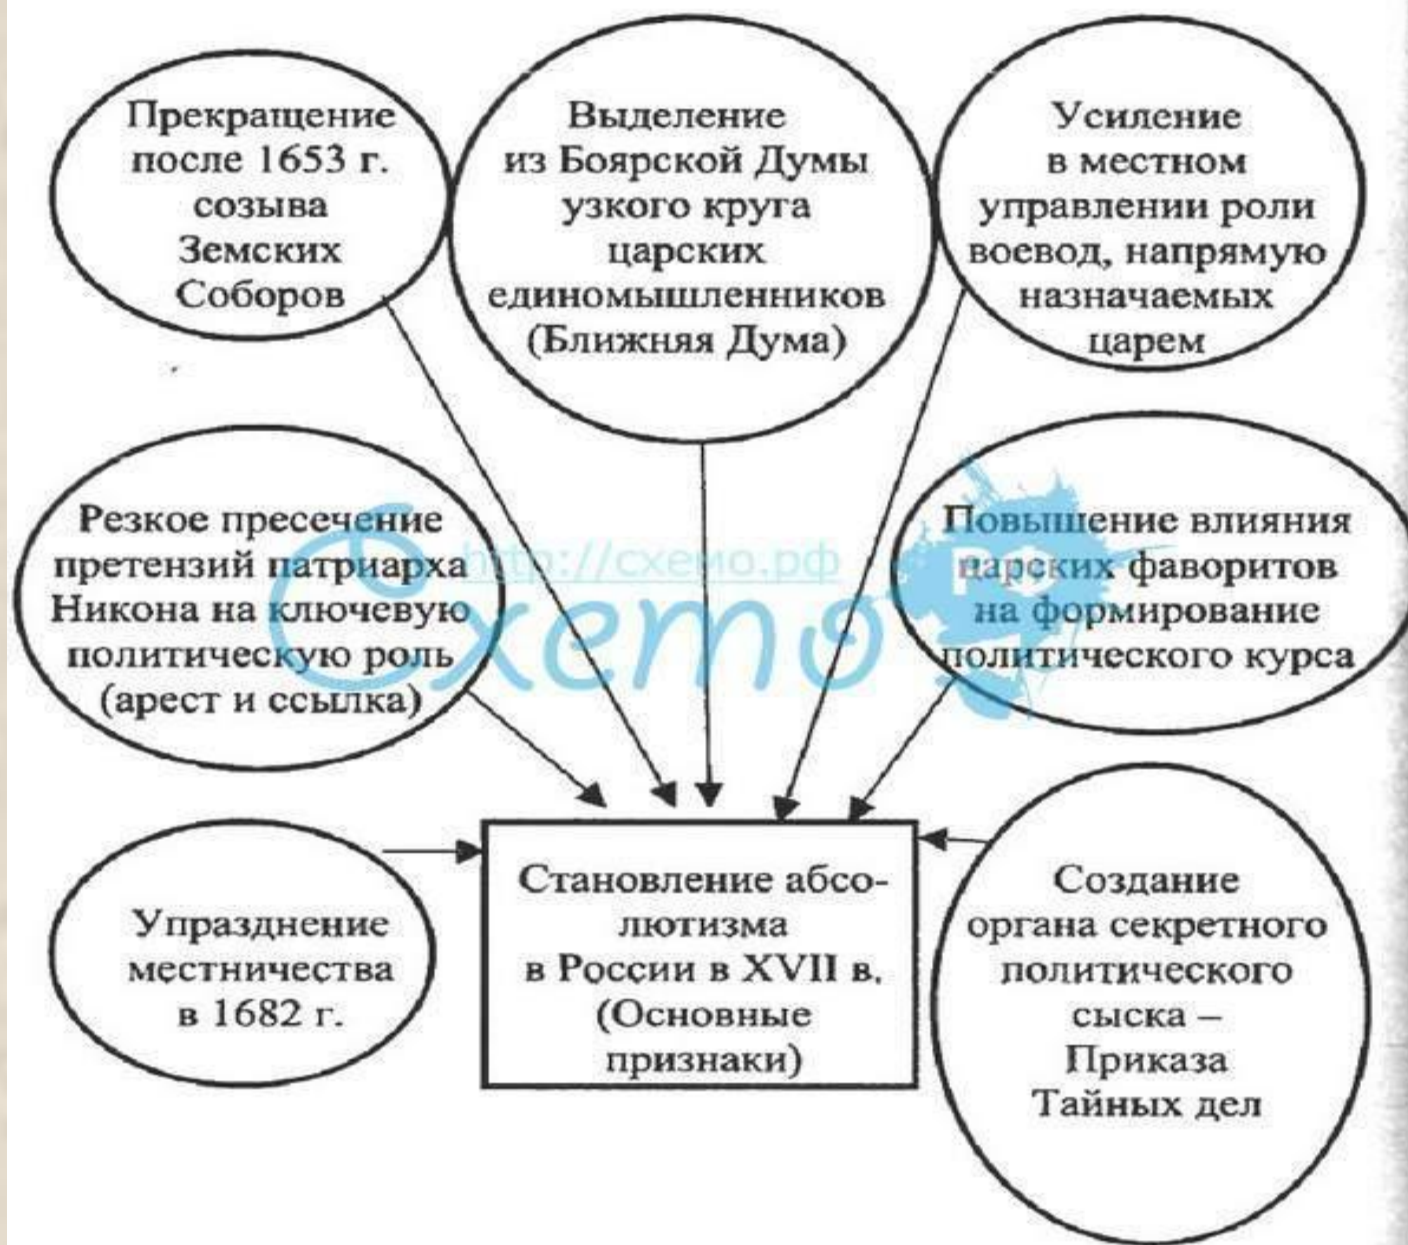 Прекращение
после 1653 г.
созыва
Земских
Соборов
Выделение
из Боярской Думы
узкого круга
царских
единомышленников
(Ближняя Дума)
Усиление
в местном
управлении роли
воевод, напрямую
назначаемых
царем
Резкое пресечение
претензий патриарха
Никона на ключевую
политическую роль
(арест и ссылка)
http://схемо.рф
Схемо
РФ
Повышение влияния
царских фаворитов
на формирование
политического курса
Упразднение
местничества
в 1682 г.
Становление абсо-
лютизма
в России в XVII в.
(Основные
признаки)
Создание
органа секретного
политического
сыска –
Приказа
Тайных дел